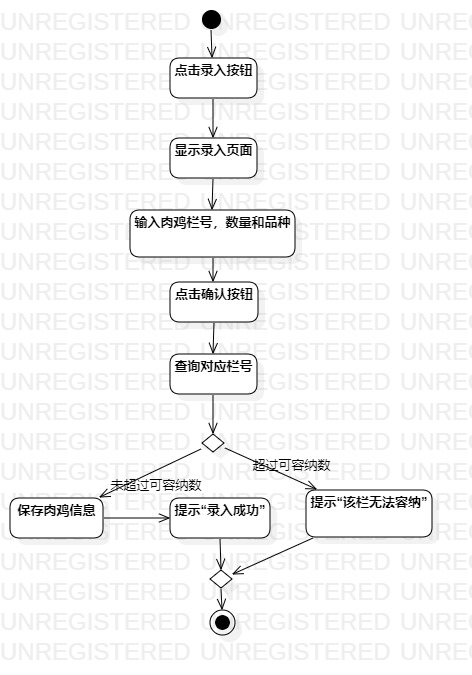 点击录入按钮
显示录入页面
输入肉鸡栏号，数量和品种
点击确认按钮
查询对应栏号
未超过可容纳数
超过可容纳数
保存肉鸡信息
提示“录入成功”
提示“该栏无法容纳”
UNREGISTERED UNREGISTERED UNREGISTERED